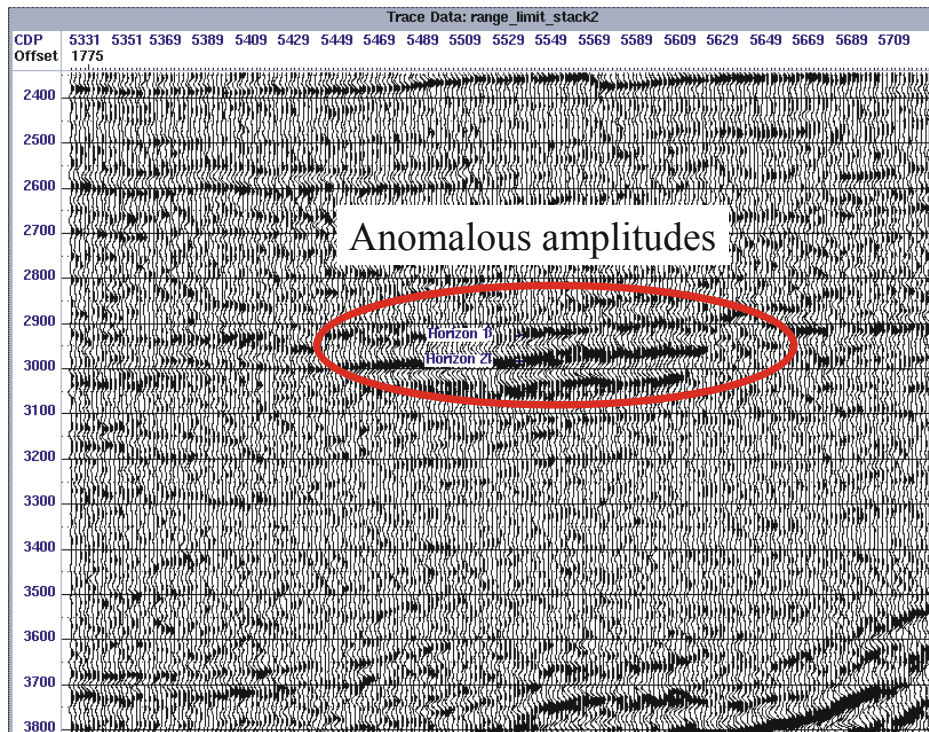 Trace Data: range_limit_stack2
CDP 5331 5351 5369 5389 5409 5429 5449 5469 5489 5509 5529 5549 5569 5589 5609 5629 5649 5669 5689 5709
Offset 1775
2400
2500
2600
2700
Anomalous amplitudes
2800
2900
Horizon 1
Horizon 2
3000
3100
3200
3300
3400
3500
3600
3700
3800